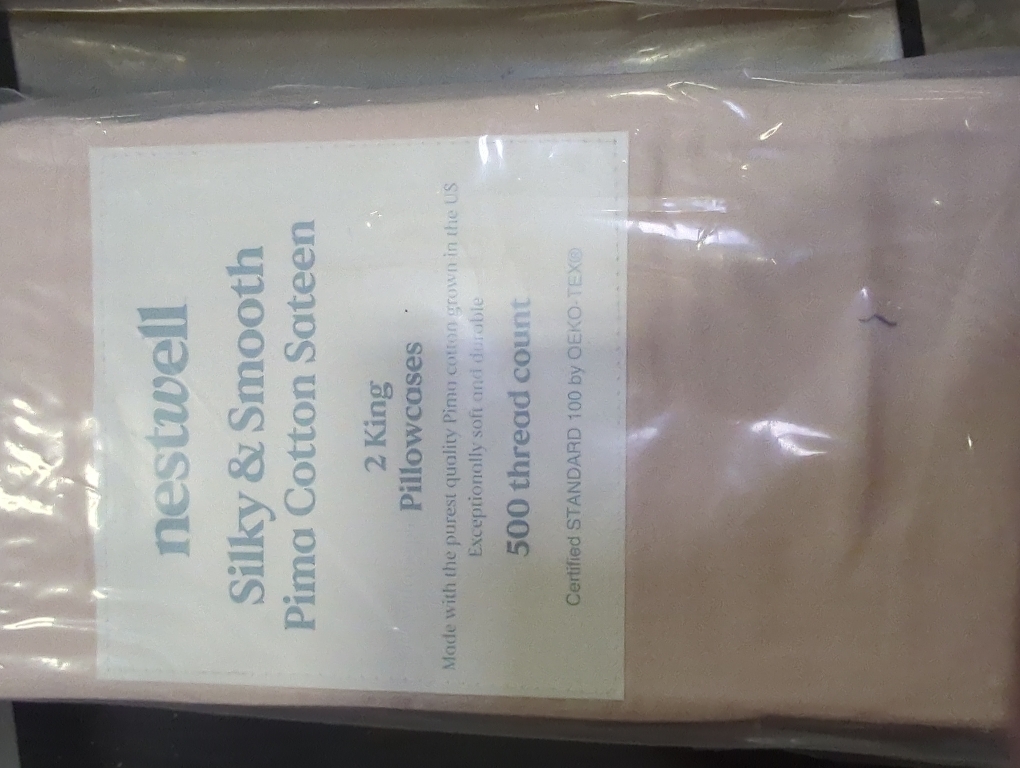 nestwell
Silky & Smooth
Pima Cotton Sateen
2 King
Pillowcases
Made with the purest quality Pima cotton grown in the US
Exceptionally soft and durable
500 thread count
Certified STANDARD 100 by OEKO-TEX®